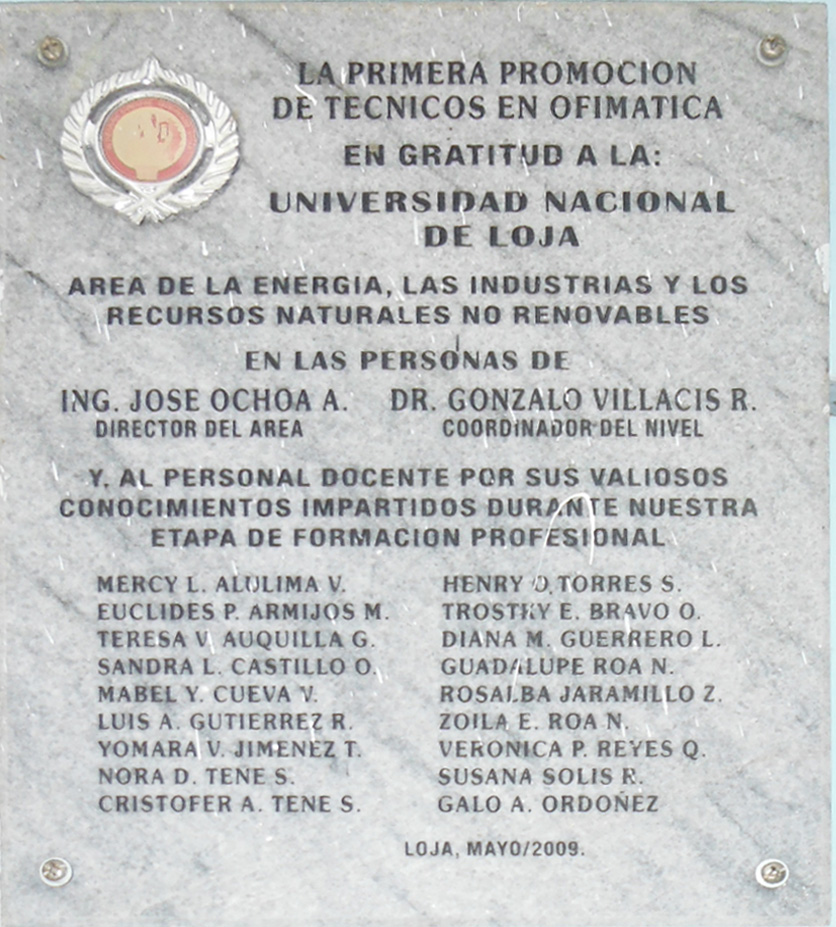 LA PRIMERA PROMOCION
DE TECNICOS EN OFIMATICA
EN GRATITUD A LA:
UNIVERSIDAD NACIONAL
DE LOJA
AREA DE LA ENERGIA, LAS INDUSTRIAS Y LOS
RECURSOS NATURALES NO RENOVABLES
EN LAS PERSONAS DE
ING. JOSE OCHOA A. DR. GONZALO VILLACIS R.
DIRECTOR DEL AREA COORDINADOR DEL NIVEL
Y. AL PERSONAL DOCENTE POR SUS VALIOSOS
CONOCIMIENTOS IMPARTIDOS DURANTE NUESTRA
ETAPA DE FORMACION PROFESIONAL
MERCY L. ALULIMA V.
EUCLIDES P. ARMIJOS M.
TERESA V. AUQUILLA G.
SANDRA L. CASTILLO O.
MABEL Y. CUEVA V.
LUIS A. GUTIERREZ R.
YOMARA V. JIMENEZ T.
NORA D. TENE S.
CRISTOFER A. TENE S.
HENRY O. TORRES S.
TROSTKY E. BRAVO O.
DIANA M. GUERRERO L.
GUADALUPE ROA N.
ROSALBA JARAMILLO Z.
ZOILA E. ROA N.
VERONICA P. REYES Q.
SUSANA SOLIS R.
GALO A. ORDOÑEZ
LOJA, MAYO/2009.